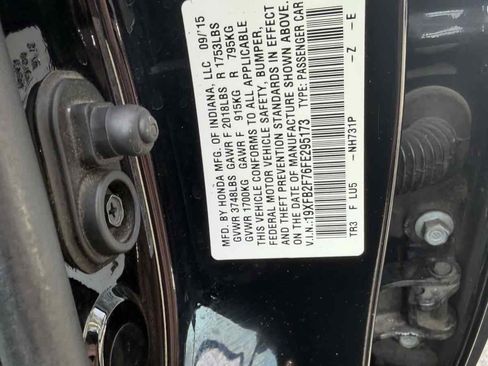 MFD. BY HONDA MFG. OF INDIANA, LLC 09/15
GVWR 3748LBS GAWR F 2018LBS R 1753LBS
GVWR 1700KG GAWR F 915KG R 795KG
THIS VEHICLE CONFORMS TO ALL APPLICABLE
FEDERAL MOTOR VEHICLE SAFETY, BUMPER,
AND THEFT PREVENTION STANDARDS IN EFFECT
ON THE DATE OF MANUFACTURE SHOWN ABOVE.
V.I.N.:19XFB2F76FE295173 TYPE: PASSENGER CAR
TR3 F LU5 -NH731P -Z -E